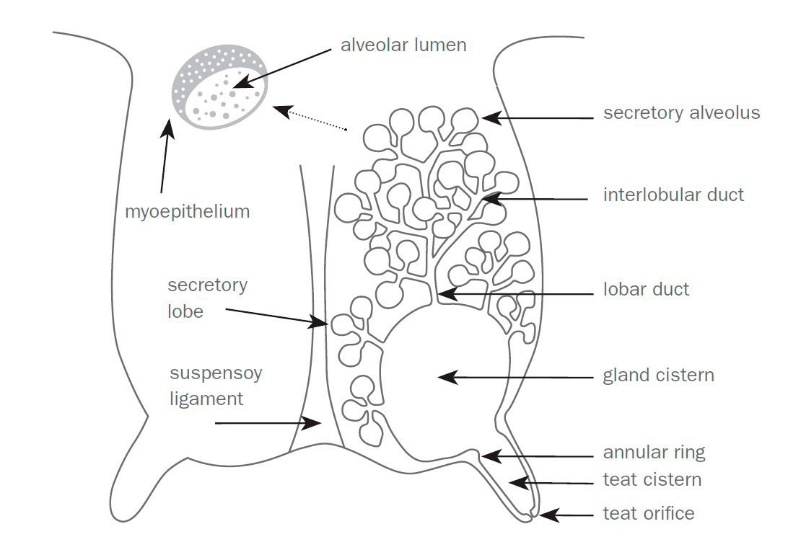 alveolar lumen
secretory alveolus
interlobular duct
myoepithelium
secretory
lobe
lobar duct
suspensoy
ligament
gland cistern
annular ring
teat cistern
teat orifice